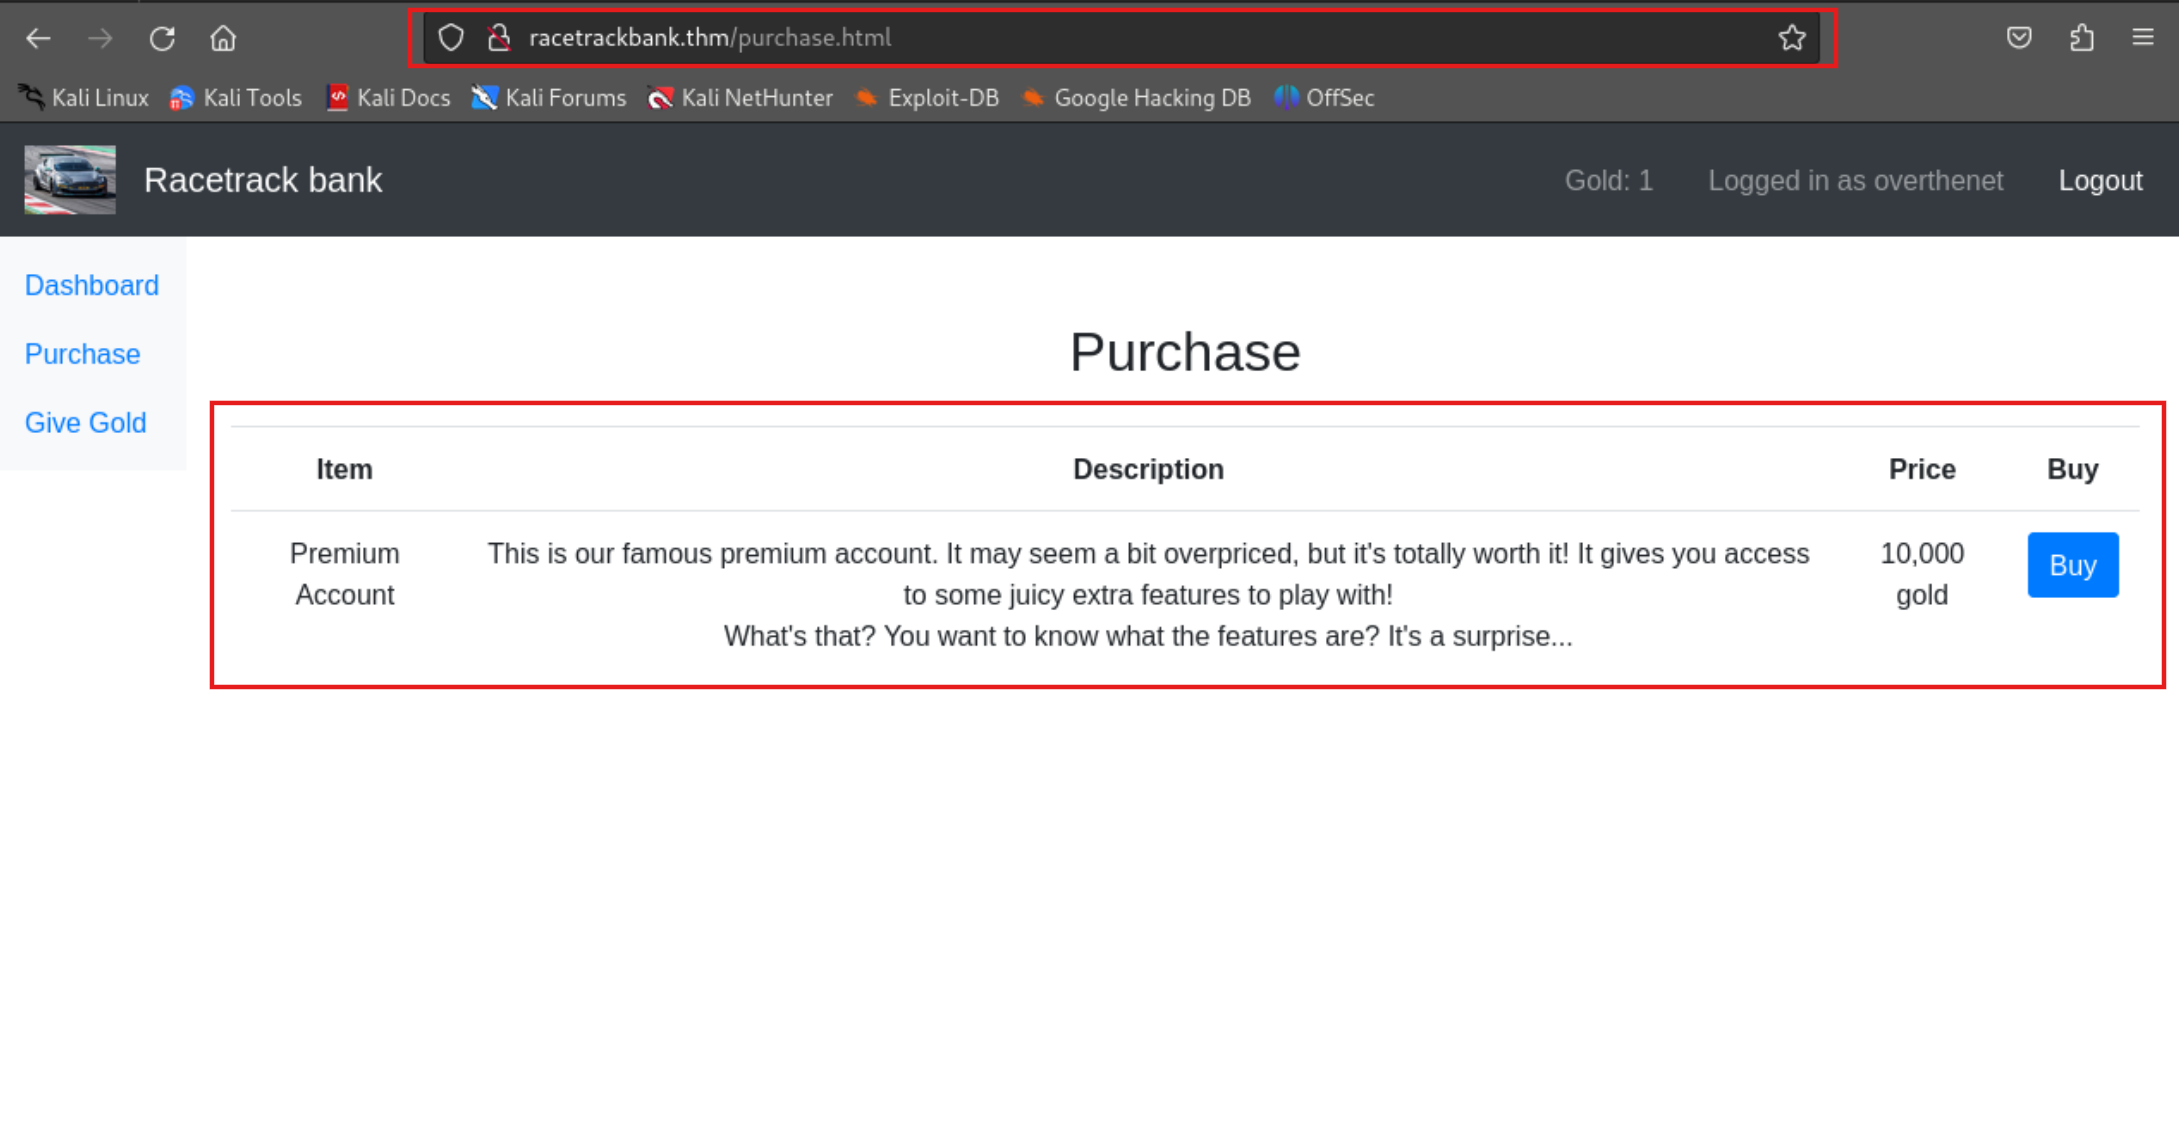 racetrackbank.thm/purchase.html
Kali Linux Kali Tools Kali Docs Kali Forums Kali NetHunter Exploit-DB Google Hacking DB OffSec
Racetrack bank Gold: 1 Logged in as overthenet Logout
Dashboard
Purchase
Give Gold
Purchase
Item Description Price Buy
Premium Account This is our famous premium account. It may seem a bit overpriced, but it's totally worth it! It gives you access 10,000 gold Buy
to some juicy extra features to play with!
What's that? You want to know what the features are? It's a surprise...